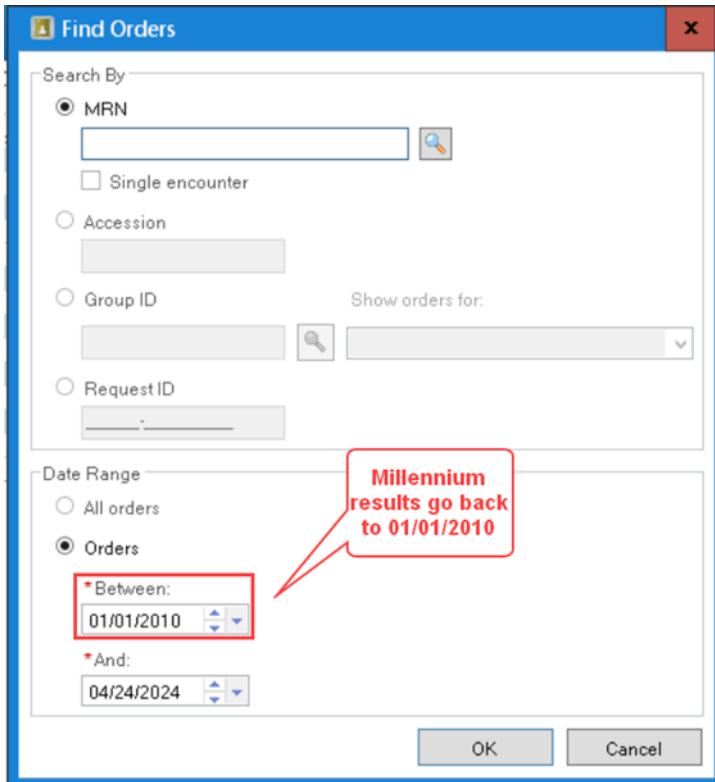 Find Orders
x
Search By
MRN
Single encounter
Accession
Group ID
Show orders for:
Request ID
_____:_________
Date Range
All orders
Millennium
results go back
to 01/01/2010
Orders
*Between:
01/01/2010
*And:
04/24/2024
OK
Cancel